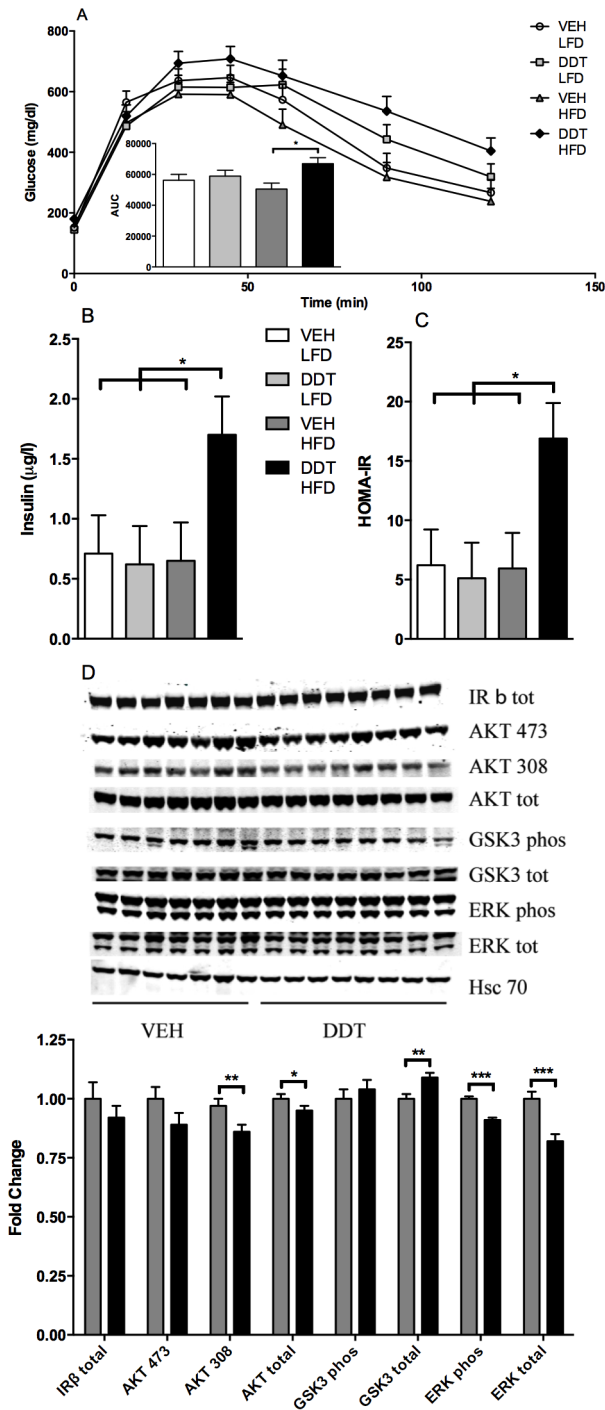 A
800
600
400
200
0
Glucose (mg/dl)
0
50
100
150
Time (min)
80000
60000
40000
20000
0
AUC
*
VEH
LFD
DDT
LFD
VEH
HFD
DDT
HFD
B
2.5
2.0
1.5
1.0
0.5
0.0
Insulin (μg/l)
*
VEH
LFD
DDT
LFD
VEH
HFD
DDT
HFD
C
25
20
15
10
5
0
HOMA-IR
*
D
IR b tot
AKT 473
AKT 308
AKT tot
GSK3 phos
GSK3 tot
ERK phos
ERK tot
Hsc 70
VEH
DDT
1.25
1.00
0.75
0.50
0.25
0.00
Fold Change
**
*
**
***
***
IRβ total
AKT 473
AKT 308
AKT total
GSK3 phos
GSK3 total
ERK phos
ERK total